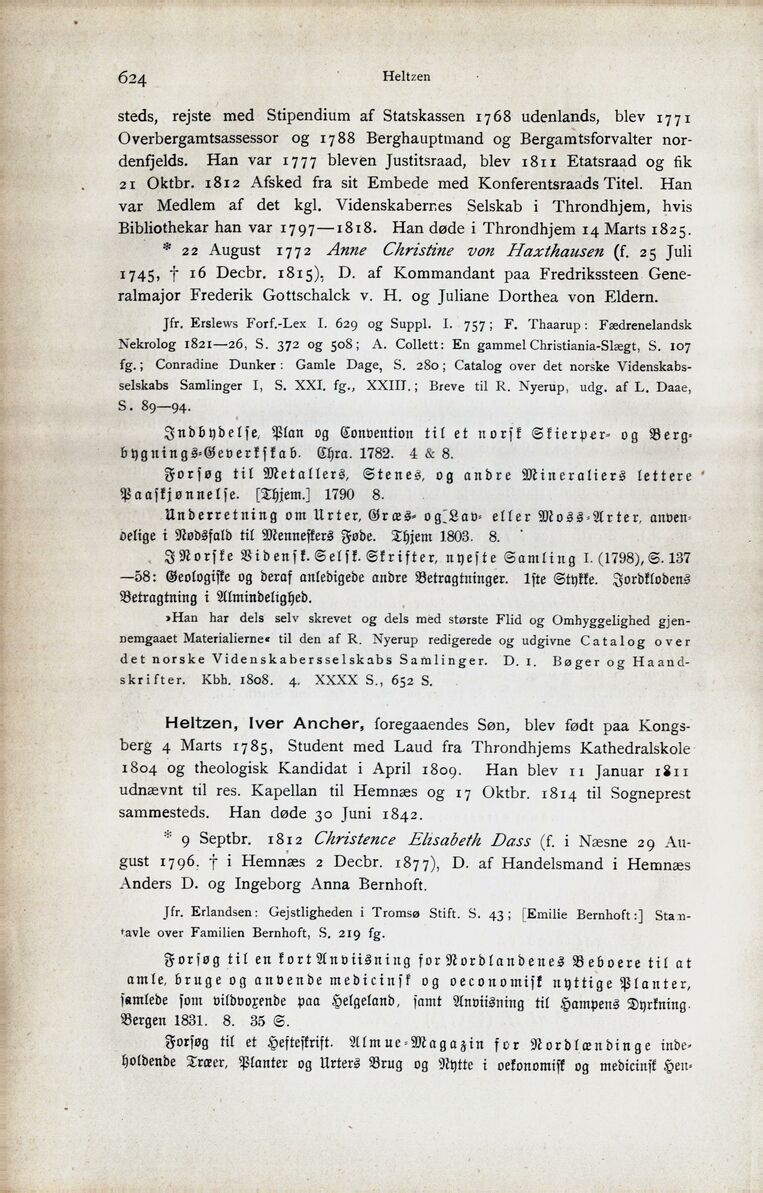 624
Heltzen
steds, rejste med Stipendium af Statskassen 1768 udenlands, blev 1771
Overbergamtsassessor og 1788 Berghauptmand og Bergamtsforvalter nor-
denfjelds. Han var 1777 bleven Justitsraad, blev 1811 Etatsraad og fik
21 Oktbr. 1812 Afsked fra sit Embede med Konferentsraads Titel. Han
var Medlem af det kgl. Videnskabernes Selskab i Throndhjem, hvis
Bibliothekar han var 1797—1818. Han døde i Throndhjem 14 Marts 1825.
* 22 August 1772 Anne Christine von Haxthausen (f. 25 Juli
1745, † 16 Decbr. 1815), D. af Kommandant paa Fredrikssteen Gene-
ralmajor Frederik Gottschalck v. H. og Juliane Dorthea von Eldern.
Jfr. Erslews Forf.-Lex I. 629 og Suppl. I. 757; F. Thaarup: Fædrenelandsk
Nekrolog 1821—26, S. 372 og 508; A. Collett: En gammel Christiania-Slægt, S. 107
fg.; Conradine Dunker: Gamle Dage, S. 280; Catalog over det norske Videnskabs-
selskabs Samlinger I, S. XXI. fg., XXIII.; Breve til R. Nyerup, udg. af L. Daae,
S. 89—94.
Indbydelse, Plan og Convention til et norsk Skierper- og Berg-
bygnings-Geverkskab. Chra. 1782. 4 & 8.
Forsøg til Metallers, Stenes, og andre Mineraliers lettere
Paaskjønnelse. [Thjem.] 1790 8.
Underretning om Urter, Græs- og Lav- eller Moss-Arter, anven-
delige i Nødsfald til Menneskers Føde. Thjem 1803. 8.
I Norske Vidensk. Selsk. Skrifter, nyeste Samling I. (1798), S. 137
—58: Geologiske og deraf anledigede andre Betragtninger. 1ste Stykke. Jordklodens
Betragtning i Almindelighed.
»Han har dels selv skrevet og dels med største Flid og Omhyggelighed gjen-
nemgaaet Materialierne« til den af R. Nyerup redigerede og udgivne Catalog over
det norske Videnskabersselskabs Samlinger. D. 1. Bøger og Haand-
skrifter. Kbh. 1808. 4. XXXX S., 652 S.
Heltzen, Iver Ancher, foregaaendes Søn, blev født paa Kongs-
berg 4 Marts 1785, Student med Laud fra Throndhjems Kathedralskole
1804 og theologisk Kandidat i April 1809. Han blev 11 Januar 1811
udnævnt til res. Kapellan til Hemnæs og 17 Oktbr. 1814 til Sogneprest
sammesteds. Han døde 30 Juni 1842.
* 9 Septbr. 1812 Christence Elisabeth Dass (f. i Næsne 29 Au-
gust 1796. † i Hemnæs 2 Decbr. 1877), D. af Handelsmand i Hemnæs
Anders D. og Ingeborg Anna Bernhoft.
Jfr. Erlandsen: Gejstligheden i Tromsø Stift. S. 43; [Emilie Bernhoft:] Stam-
tavle over Familien Bernhoft, S. 219 fg.
Forsøg til en kort Anviisning for Nordlandenes Beboere til at
amle, bruge og anvende medicinsk og oeconomisk nyttige Planter,
samlede som vildvoxende paa Helgeland, samt Anviisning til Hampens Dyrkning.
Bergen 1831. 8. 35 S.
Forsøg til et Hefteskrift. Almue-Magazin for Nordlændinge inde-
holdende Træer, Planter og Urters Brug og Nytte i oekonomisk og medicinsk Hen-